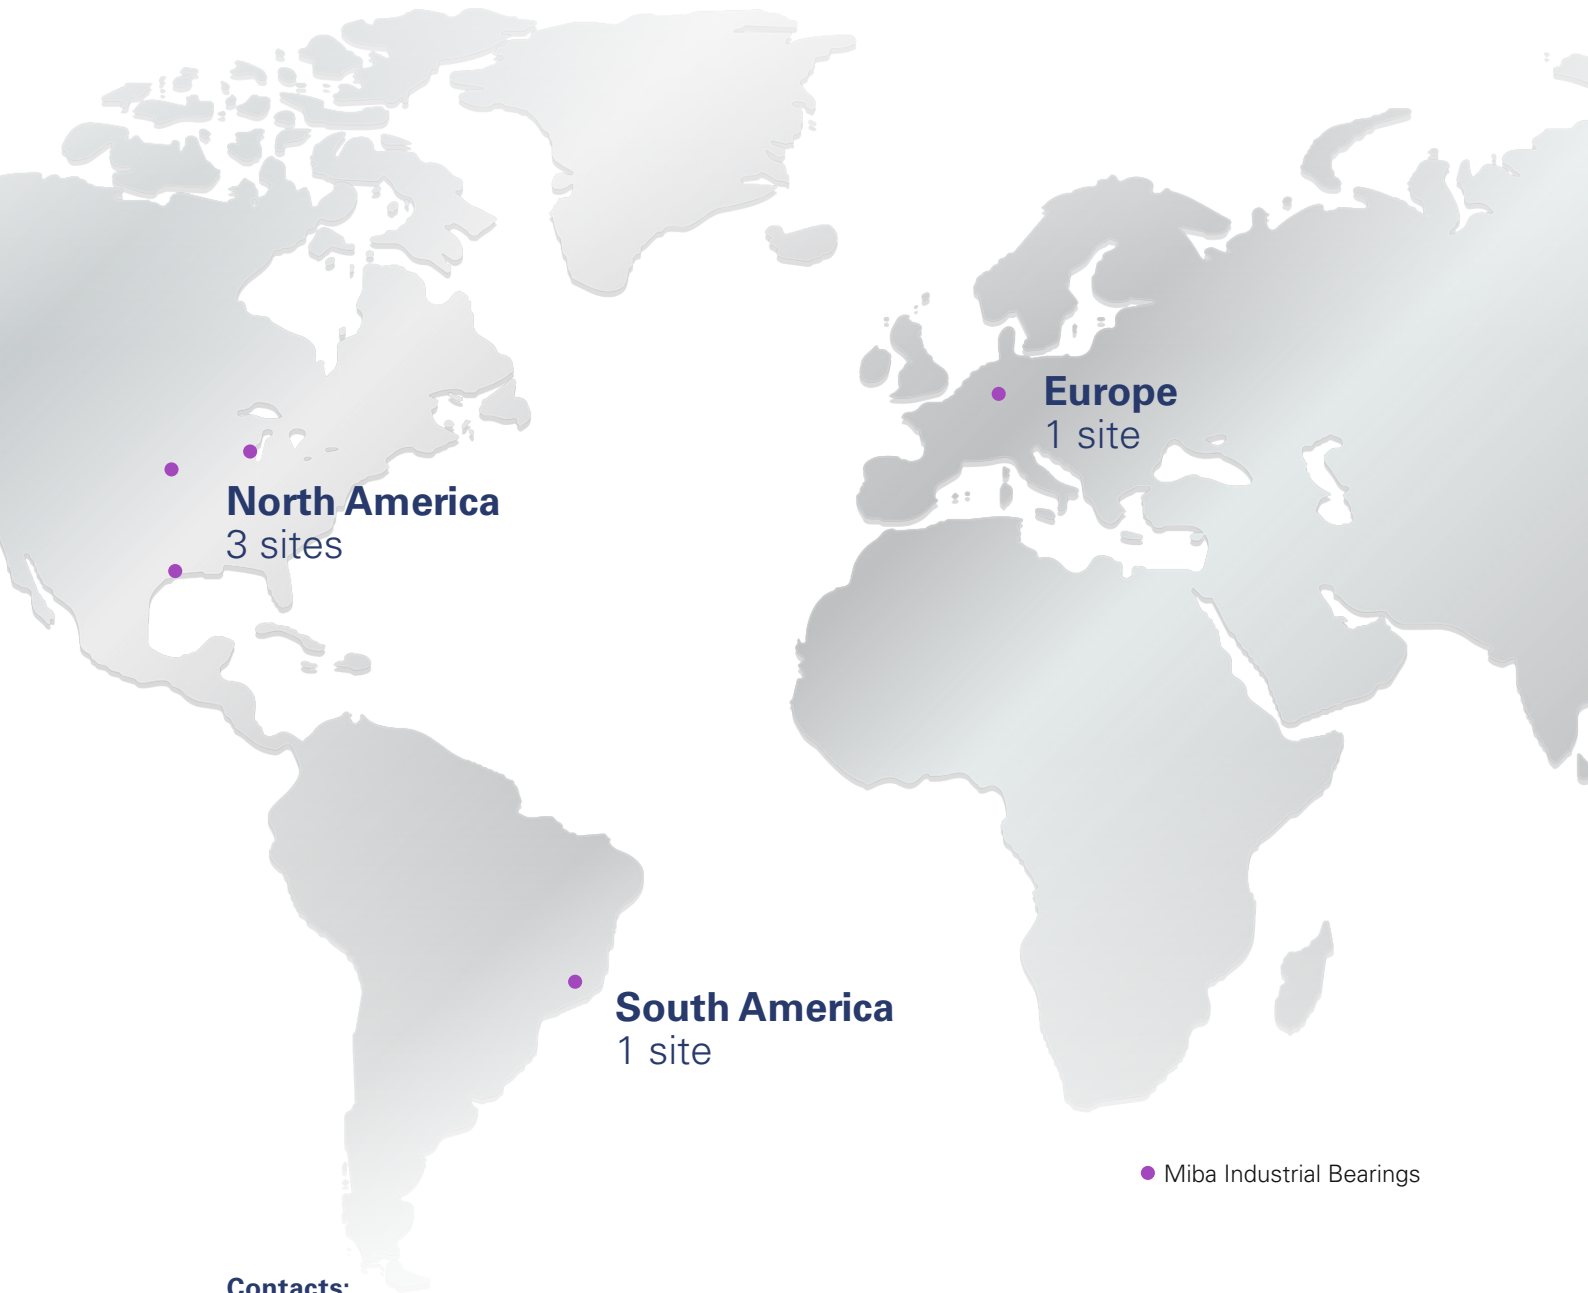 Europe
1 site
North America
3 sites
South America
1 site
Miba Industrial Bearings
Contacts: